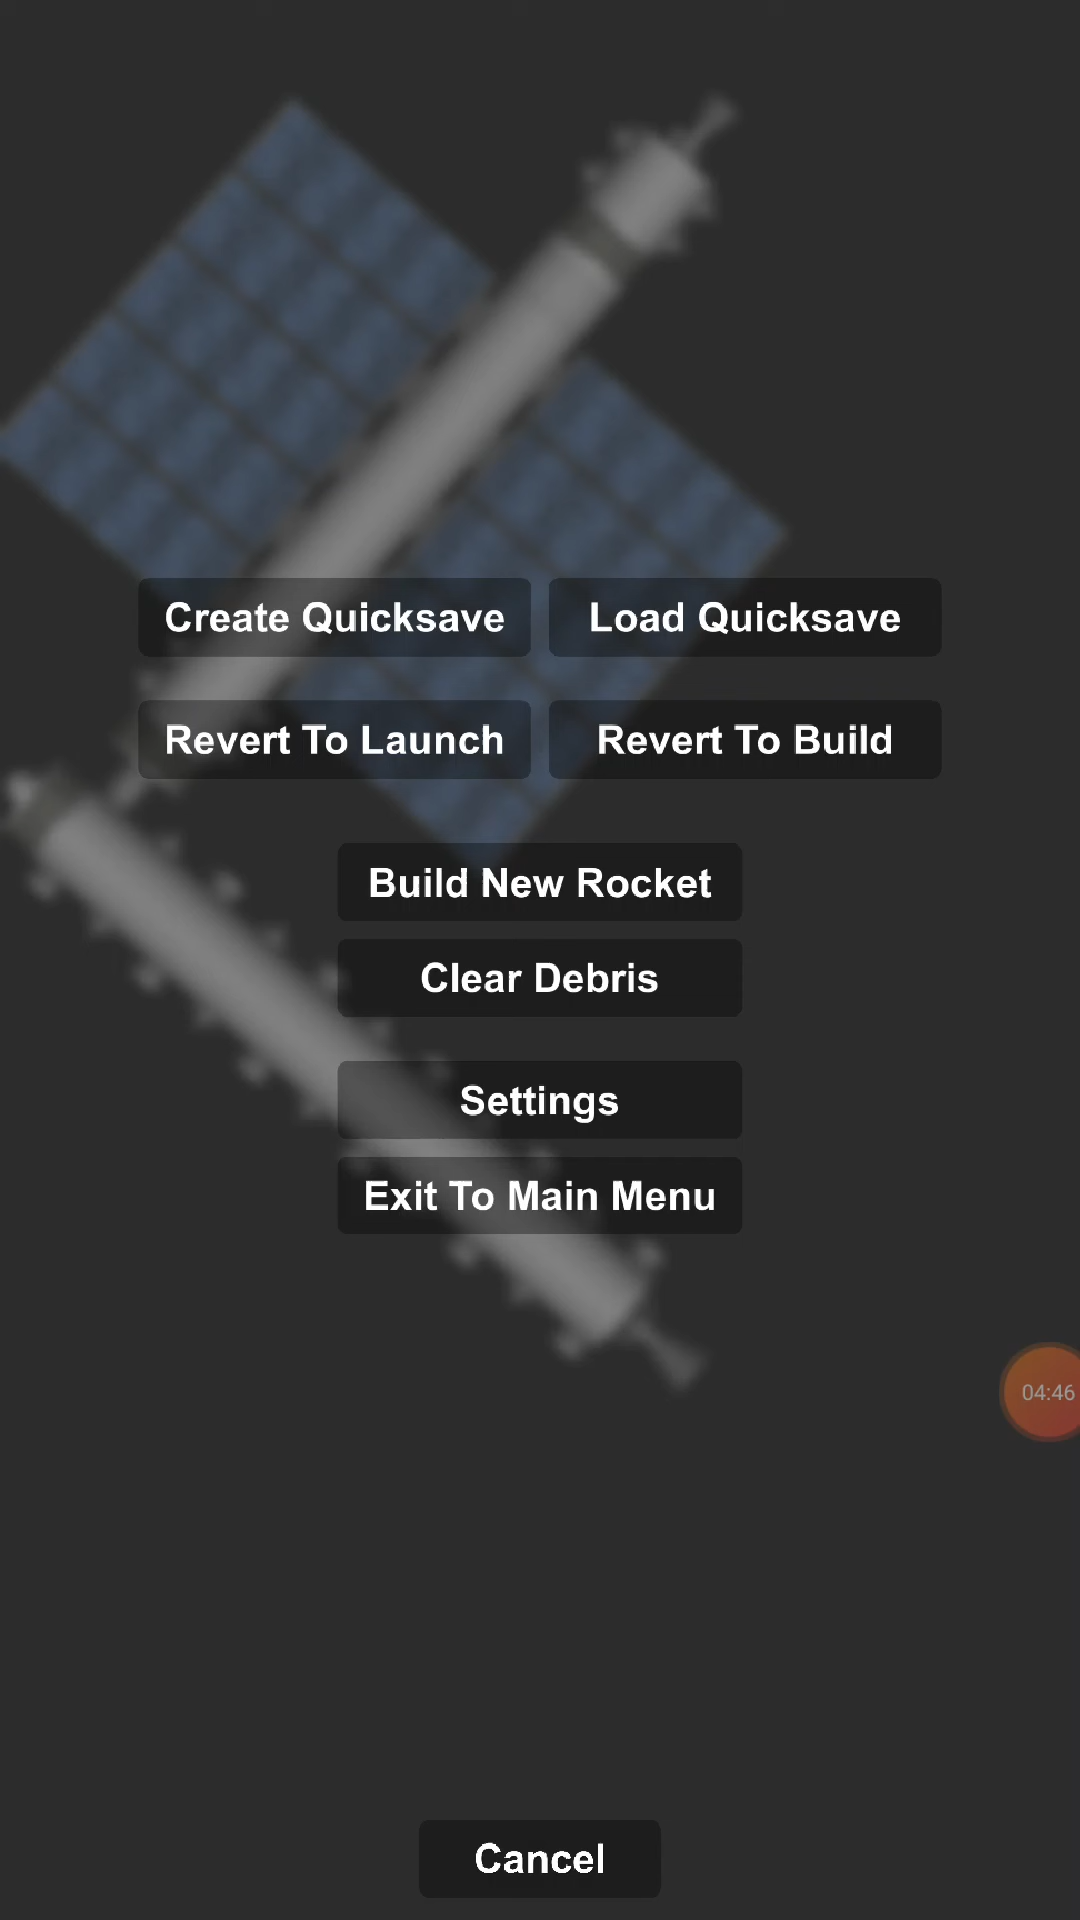 Create Quicksave Load Quicksave
Revert To Launch Revert To Build
Build New Rocket
Clear Debris
Settings
Exit To Main Menu
04:46
Cancel